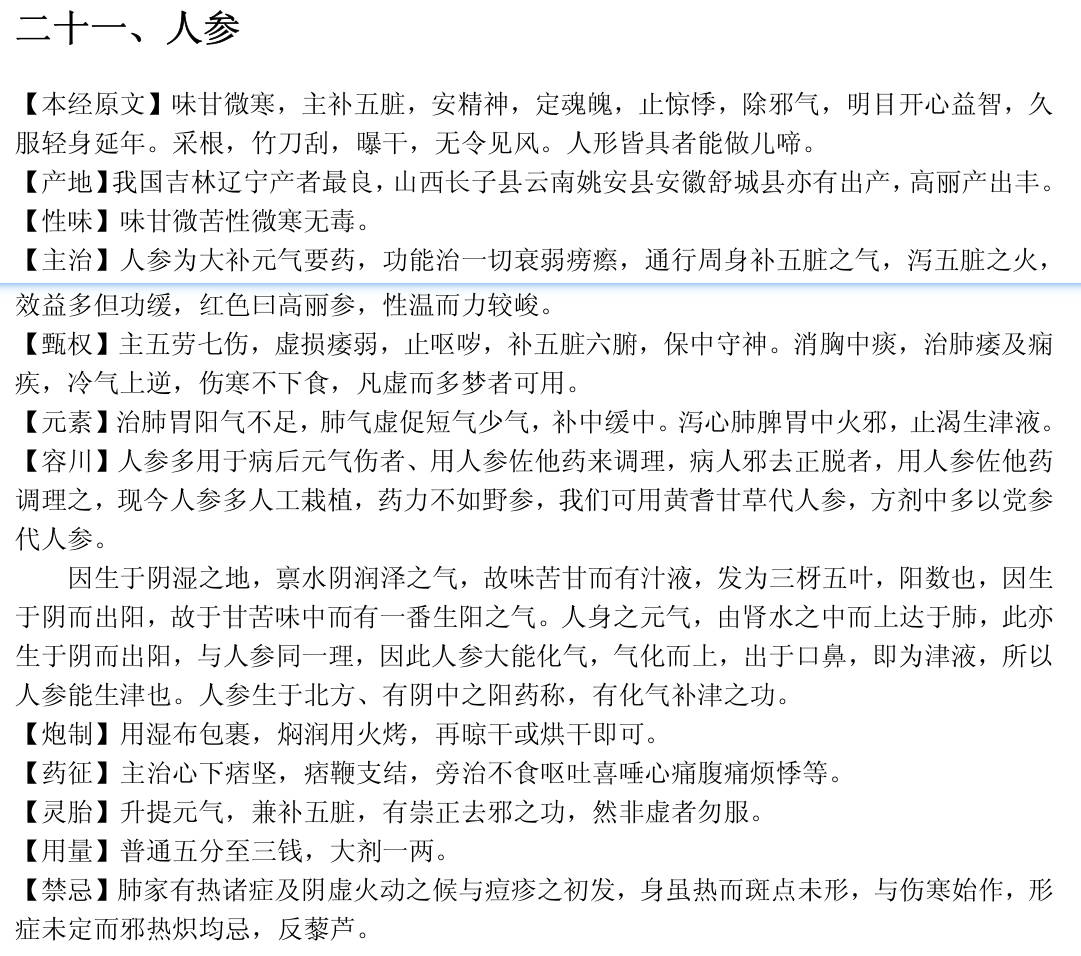 二十一、人参
【本经原文】味甘微寒，主补五脏，安精神，定魂魄，止惊悸，除邪气，明目开心益智，久
服轻身延年。采根，竹刀刮，曝干，无令见风。人形皆具者能做儿啼。
【产地】我国吉林辽宁产者最良，山西长子县云南姚安县安徽舒城县亦有出产，高丽产出丰。
【性味】味甘微苦性微寒无毒。
【主治】人参为大补元气要药，功能治一切衰弱痨瘵，通行周身补五脏之气，泻五脏之火，
效益多但功缓，红色曰高丽参，性温而力较峻。
【甄权】主五劳七伤，虚损痿弱，止呕哕，补五脏六腑，保中守神。消胸中痰，治肺痿及痫
疾，冷气上逆，伤寒不下食，凡虚而多梦者可用。
【元素】治肺胃阳气不足，肺气虚促短气少气，补中缓中。泻心肺脾胃中火邪，止渴生津液。
【容川】人参多用于病后元气伤者、用人参佐他药来调理，病人邪去正脱者，用人参佐他药
调理之，现今人参多人工栽植，药力不如野参，我们可用黄耆甘草代人参，方剂中多以党参
代人参。
因生于阴湿之地，禀水阴润泽之气，故味苦甘而有汁液，发为三枒五叶，阳数也，因生
于阴而出阳，故于甘苦味中而有一番生阳之气。人身之元气，由肾水之中而上达于肺，此亦
生于阴而出阳，与人参同一理，因此人参大能化气，气化而上，出于口鼻，即为津液，所以
人参能生津也。人参生于北方、有阴中之阳药称，有化气补津之功。
【炮制】用湿布包裹，焖润用火烤，再晾干或烘干即可。
【药征】主治心下痞坚，痞鞭支结，旁治不食呕吐喜唾心痛腹痛烦悸等。
【灵胎】升提元气，兼补五脏，有崇正去邪之功，然非虚者勿服。
【用量】普通五分至三钱，大剂一两。
【禁忌】肺家有热诸症及阴虚火动之候与痘疹之初发，身虽热而斑点未形，与伤寒始作，形
症未定而邪热炽均忌，反藜芦。